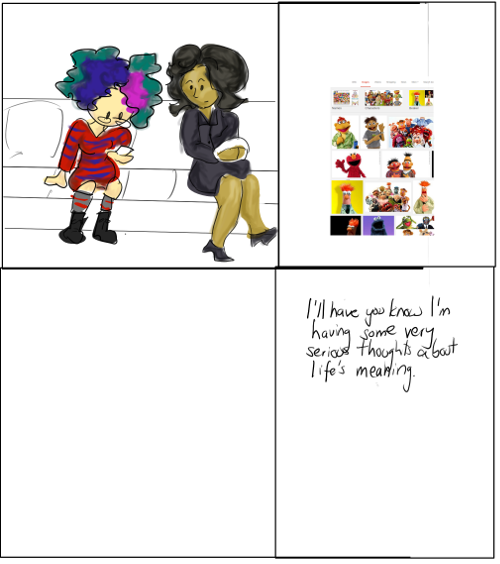 I'll have you know I'm
having some very
serious thoughts about
life's meaning.